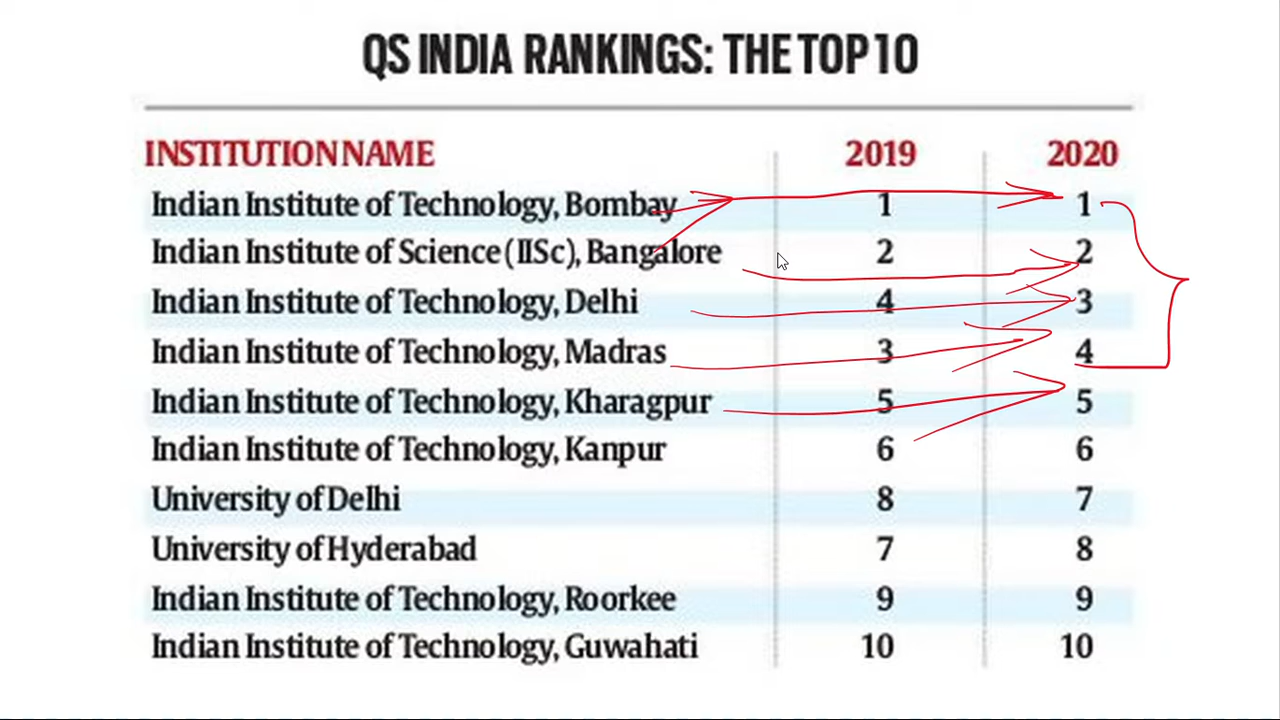 QS INDIA RANKINGS: THE TOP 10
INSTITUTION NAME 2019 2020
Indian Institute of Technology, Bombay 1 1
Indian Institute of Science (IISc), Bangalore 2 2
Indian Institute of Technology, Delhi 4 3
Indian Institute of Technology, Madras 3 4
Indian Institute of Technology, Kharagpur 5 5
Indian Institute of Technology, Kanpur 6 6
University of Delhi 8 7
University of Hyderabad 7 8
Indian Institute of Technology, Roorkee 9 9
Indian Institute of Technology, Guwahati 10 10